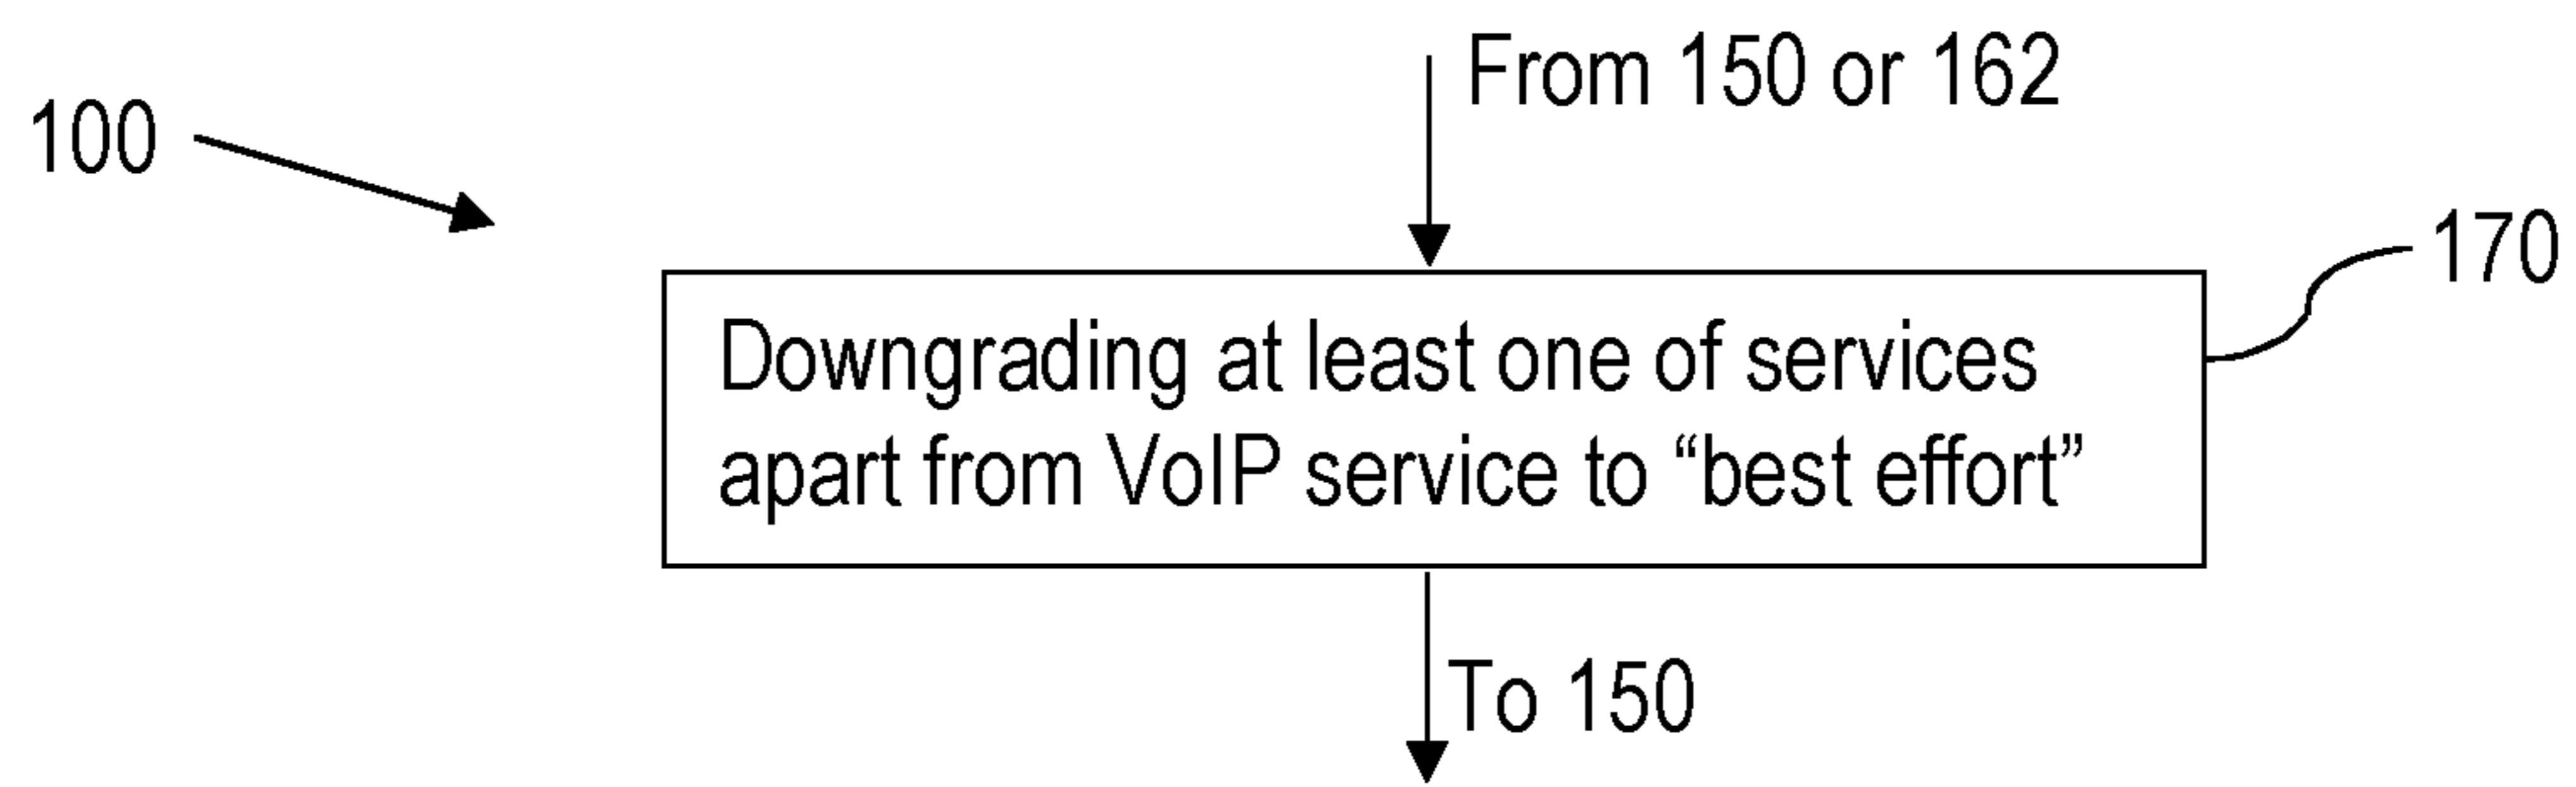 From 150 or 162
100
170
Downgrading at least one of services
apart from VoIP service to “best effort”
To 150